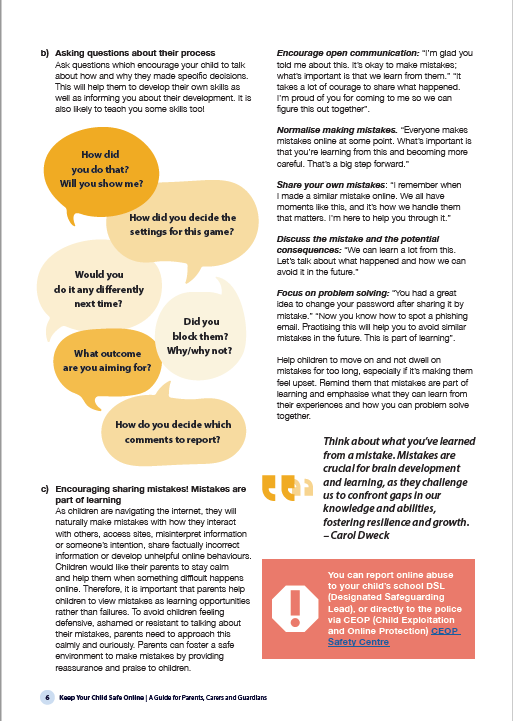 b) Asking questions about their process
Ask questions which encourage your child to talk
about how and why they made specific decisions.
This will help them to develop their own skills as
well as informing you about their development. It is
also likely to teach you some skills too!
How did
you do that?
Will you show me?
How did you decide the
settings for this game?
Would you
do it any differently
next time?
Did you
block them?
Why/why not?
What outcome
are you aiming for?
How do you decide which
comments to report?
c) Encouraging sharing mistakes! Mistakes are
part of learning
As children are navigating the internet, they will
naturally make mistakes with how they interact
with others, access sites, misinterpret information
or someone's intention, share factually incorrect
information or develop unhelpful online behaviours.
Children would like their parents to stay calm
and help them when something difficult happens
online. Therefore, it is important that parents help
children to view mistakes as learning opportunities
rather than failures. To avoid children feeling
defensive, ashamed or resistant to talking about
their mistakes, parents need to approach this
calmly and curiously. Parents can foster a safe
environment to make mistakes by providing
reassurance and praise to children.
Encourage open communication: “I'm glad you
told me about this. It's okay to make mistakes;
what's important is that we learn from them.” “It
takes a lot of courage to share what happened.
I'm proud of you for coming to me so we can
figure this out together”.
Normalise making mistakes. “Everyone makes
mistakes online at some point. What's important is
that you're learning from this and becoming more
careful. That's a big step forward.”
Share your own mistakes: “I remember when
I made a similar mistake online. We all have
moments like this, and it's how we handle them
that matters. I'm here to help you through it.”
Discuss the mistake and the potential
consequences: “We can learn a lot from this.
Let's talk about what happened and how we can
avoid it in the future.”
Focus on problem solving: “You had a great
idea to change your password after sharing it by
mistake.” “Now you know how to spot a phishing
email. Practising this will help you to avoid similar
mistakes in the future. This is part of learning”.
Help children to move on and not dwell on
mistakes for too long, especially if it's making them
feel upset. Remind them that mistakes are part of
learning and emphasise what they can learn from
their experiences and how you can problem solve
together.
Think about what you've learned
from a mistake. Mistakes are
crucial for brain development
and learning, as they challenge
us to confront gaps in our
knowledge and abilities,
fostering resilience and growth.
– Carol Dweck
You can report online abuse
to your child's school DSL
(Designated Safeguarding
Lead), or directly to the police
via CEOP (Child Exploitation
and Online Protection) CEOP
Safety Centre
6 Keep Your Child Safe Online | A Guide for Parents, Carers and Guardians